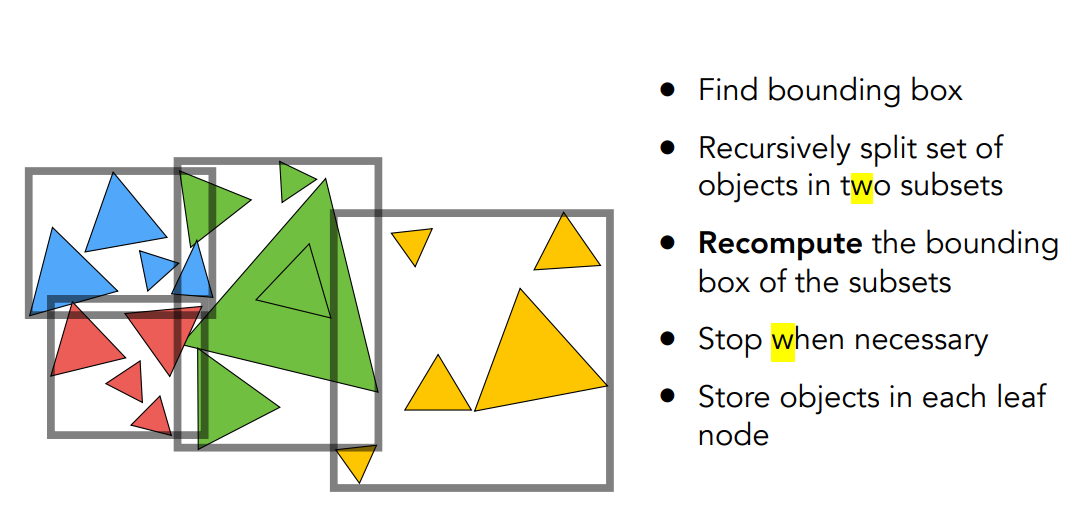 ● Find bounding box
● Recursively split set of
objects in two subsets
● Recompute the bounding
box of the subsets
● Stop when necessary
● Store objects in each leaf
node